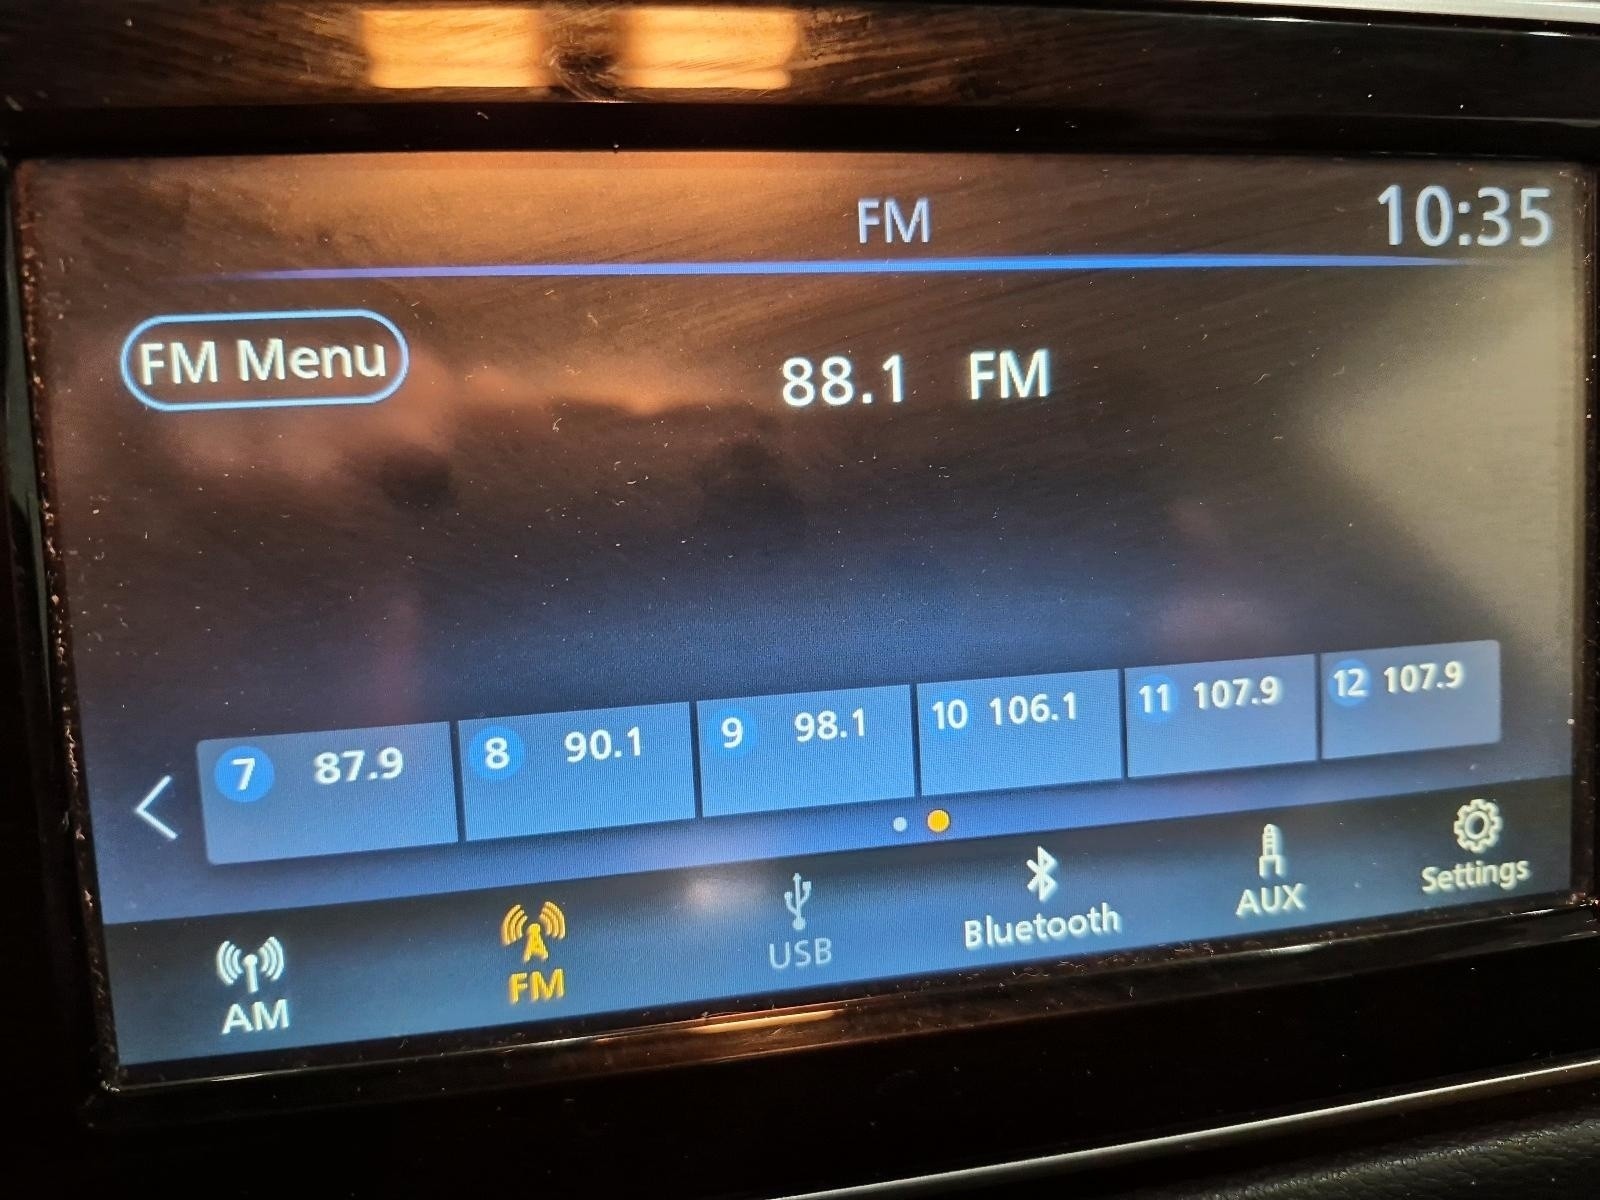 FM 10:35
FM Menu
88.1 FM
7 87.9 8 90.1 9 98.1 10 106.1 11 107.9 12 107.9
AM FM USB Bluetooth AUX Settings